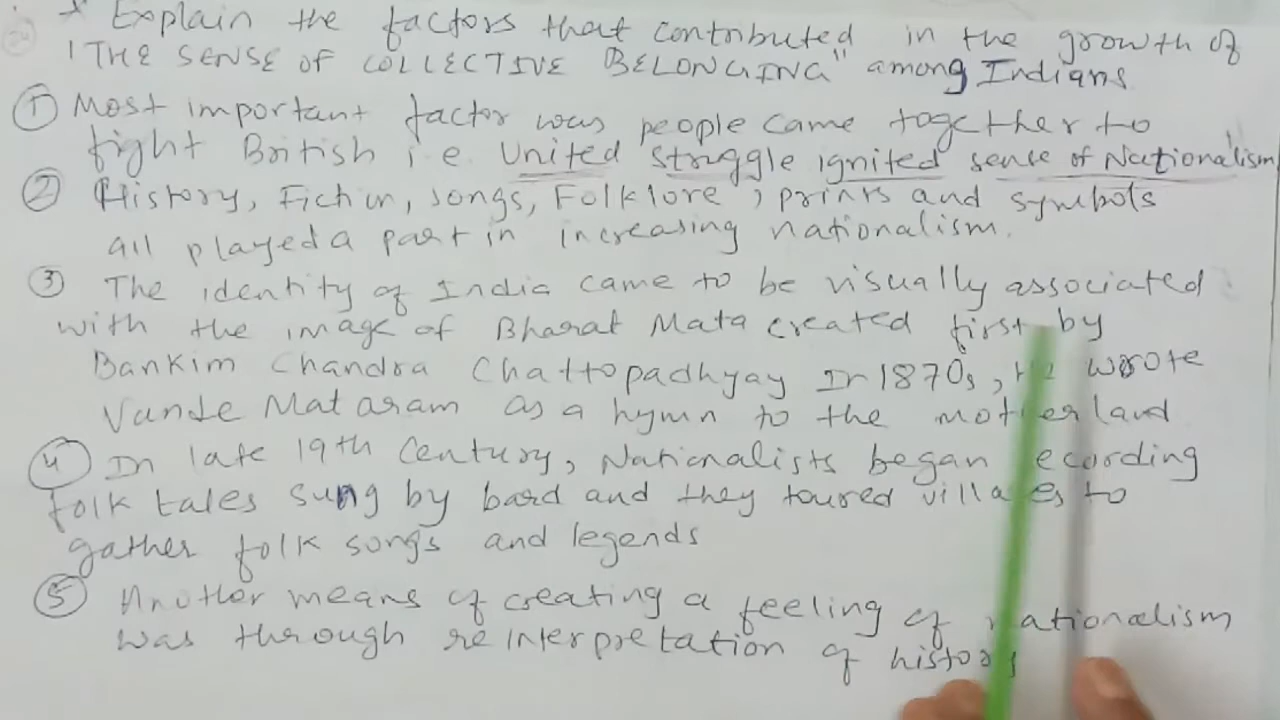 * Explain the factors that contributed in the growth of
"THE SENSE OF COLLECTIVE BELONGING" among Indians
① Most important factor was people came together to
fight British i.e United struggle ignited sense of Nationalism
② History, Fiction, songs, Folklore, prints and symbols
all played a part in increasing nationalism.
③ The identity of India came to be visually associated
with the image of Bharat Mata created first by
Bankim Chandra Chattopadhyay In 1870s, He wrote
Vande Mataram as a hymn to the motherland
④ In late 19th Century, Nationalists began recording
folk tales sung by bard and they toured villages to
gather folk songs and legends
⑤ Another means of creating a feeling of nationalism
was through reinterpretation of history